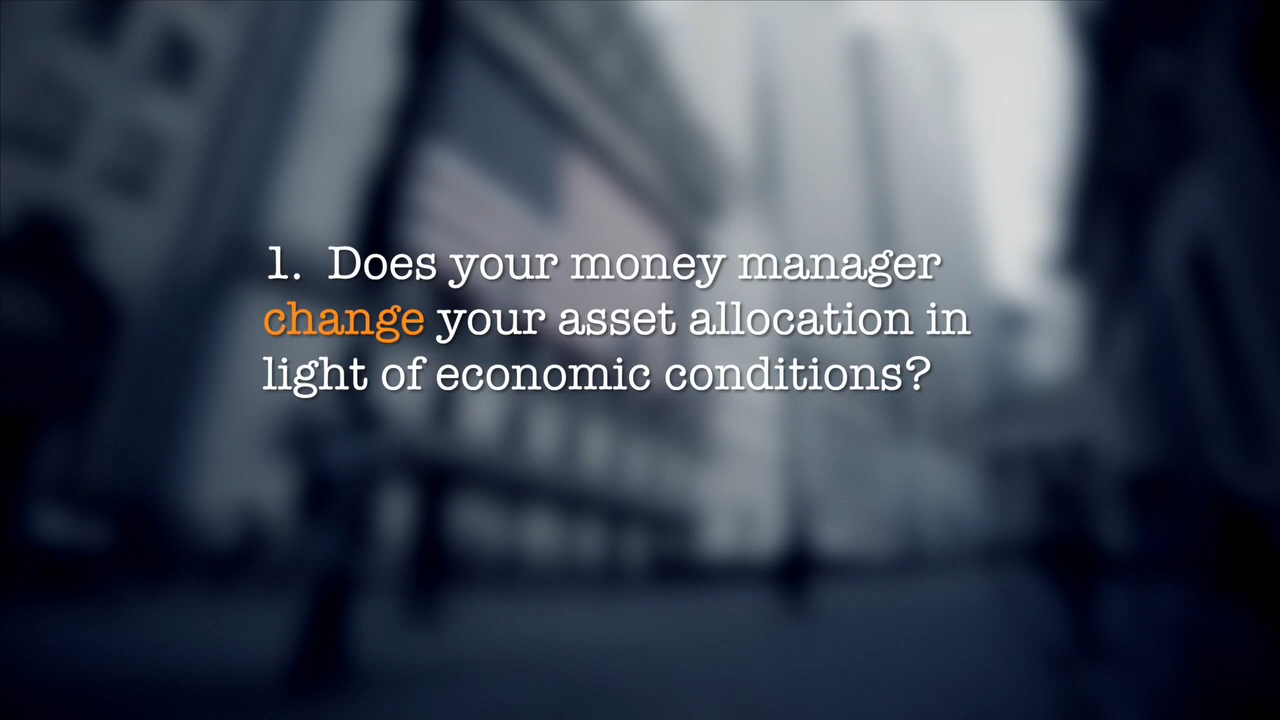 1. Does your money manager
change your asset allocation in
light of economic conditions?